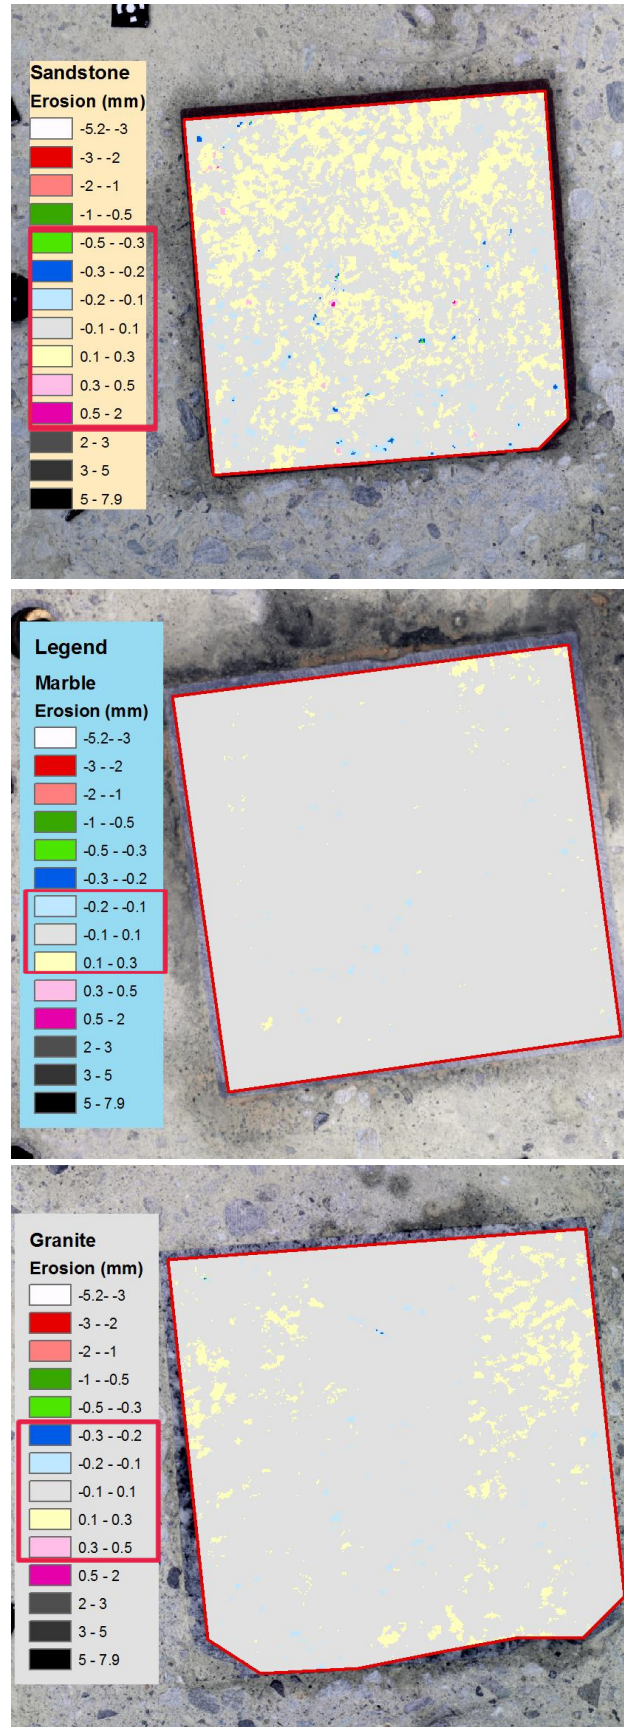 Sandstone
Erosion (mm)
-5.2- -3
-3 - -2
-2 - -1
-1 - -0.5
-0.5 - -0.3
-0.3 - -0.2
-0.2 - -0.1
-0.1 - 0.1
0.1 - 0.3
0.3 - 0.5
0.5 - 2
2 - 3
3 - 5
5 - 7.9
Legend
Marble
Erosion (mm)
-5.2- -3
-3 - -2
-2 - -1
-1 - -0.5
-0.5 - -0.3
-0.3 - -0.2
-0.2 - -0.1
-0.1 - 0.1
0.1 - 0.3
0.3 - 0.5
0.5 - 2
2 - 3
3 - 5
5 - 7.9
Granite
Erosion (mm)
-5.2- -3
-3 - -2
-2 - -1
-1 - -0.5
-0.5 - -0.3
-0.3 - -0.2
-0.2 - -0.1
-0.1 - 0.1
0.1 - 0.3
0.3 - 0.5
0.5 - 2
2 - 3
3 - 5
5 - 7.9